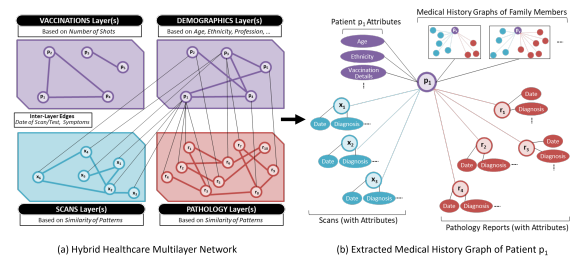 VACCINATIONS Layer(s)
Based on Number of Shots
DEMOGRAPHICS Layer(s)
Based on Age, Ethnicity, Profession, ...
Inter-Layer Edges
Date of Scan/Test, Symptoms
SCANS Layer(s)
Based on Similarity of Patterns
PATHOLOGY Layer(s)
Based on Similarity of Patterns
(a) Hybrid Healthcare Multilayer Network
Patient p1 Attributes
Age
Ethnicity
Vaccination
Details
Medical History Graphs of Family Members
p1
x1
Date
Diagnosis
x2
Date
Diagnosis
x3
Date
Diagnosis
Scans (with Attributes)
r1
Date
Diagnosis
r2
Date
Diagnosis
Date
Diagnosis
r4
Date
Diagnosis
Pathology Reports (with Attributes)
(b) Extracted Medical History Graph of Patient p1